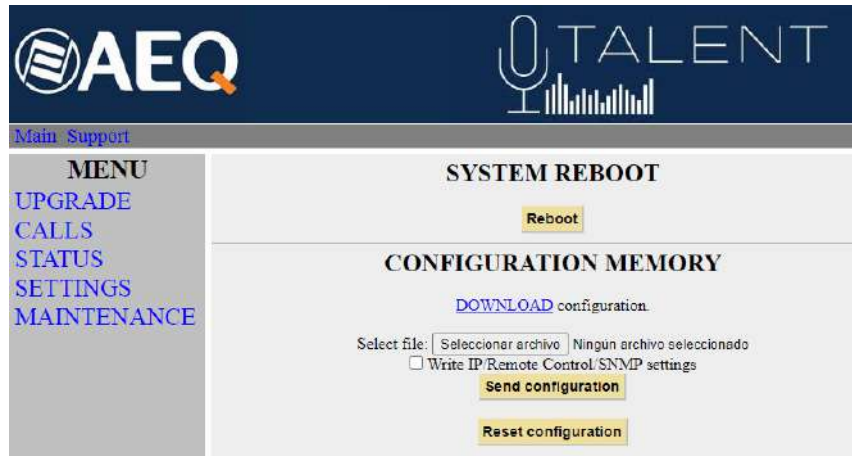 AEQ
TALENT
Main Support
MENU
UPGRADE
CALLS
STATUS
SETTINGS
MAINTENANCE
SYSTEM REBOOT
Reboot
CONFIGURATION MEMORY
DOWNLOAD configuration.
Select file: Seleccionar archivo Ningún archivo seleccionado
Write IP/Remote Control/SNMP settings
Send configuration
Reset configuration